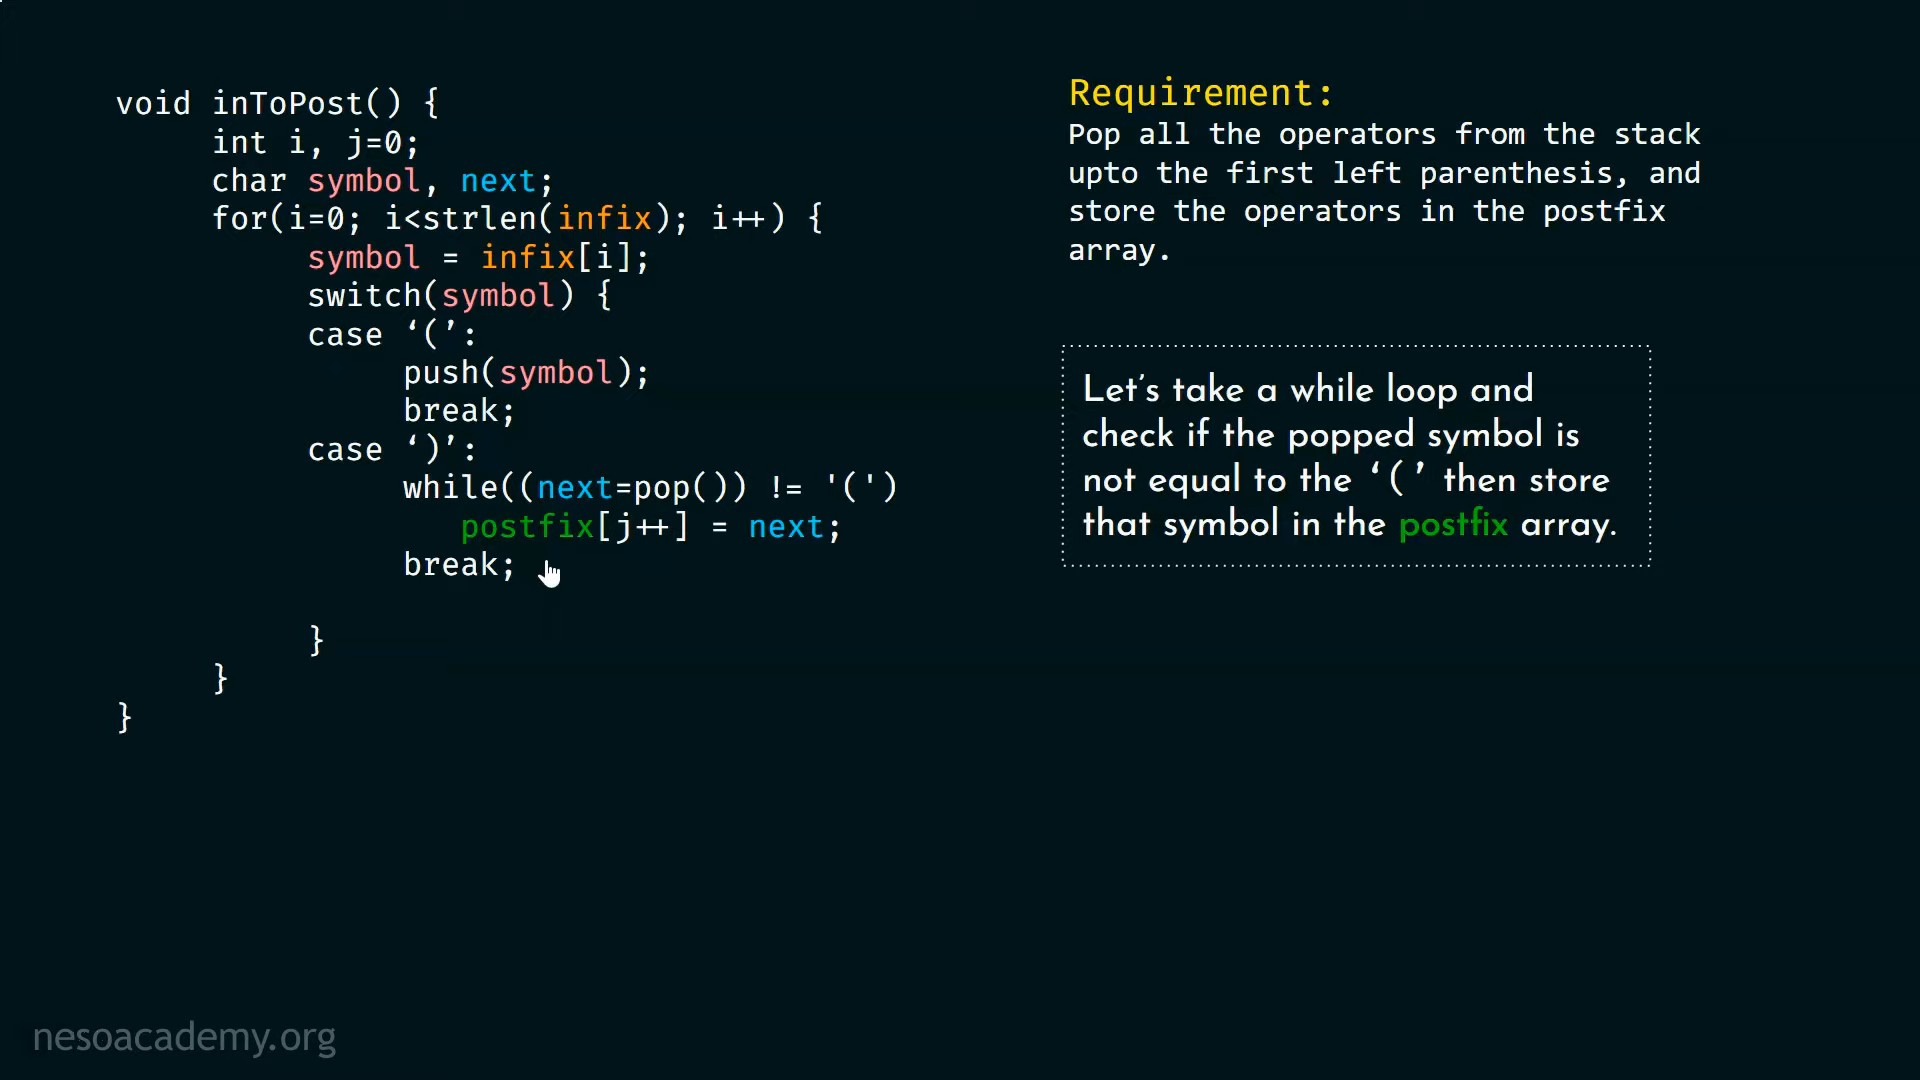 void inToPost() {
int i, j=0;
char symbol, next;
for(i=0; i<strlen(infix); i++) {
symbol = infix[i];
switch(symbol) {
case ‘(’:
push(symbol);
break;
case ‘)’:
while((next=pop()) != '(')
postfix[j++] = next;
break;
}
}
}
Requirement:
Pop all the operators from the stack
upto the first left parenthesis, and
store the operators in the postfix
array.
Let’s take a while loop and
check if the popped symbol is
not equal to the ‘(’ then store
that symbol in the postfix array.
nesoacademy.org